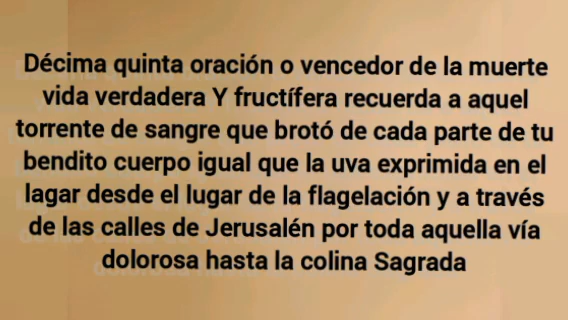 Décima quinta oración o vencedor de la muerte
vida verdadera Y fructífera recuerda a aquel
torrente de sangre que brotó de cada parte de tu
bendito cuerpo igual que la uva exprimida en el
lagar desde el lugar de la flagelación y a través
de las calles de Jerusalén por toda aquella vía
dolorosa hasta la colina Sagrada